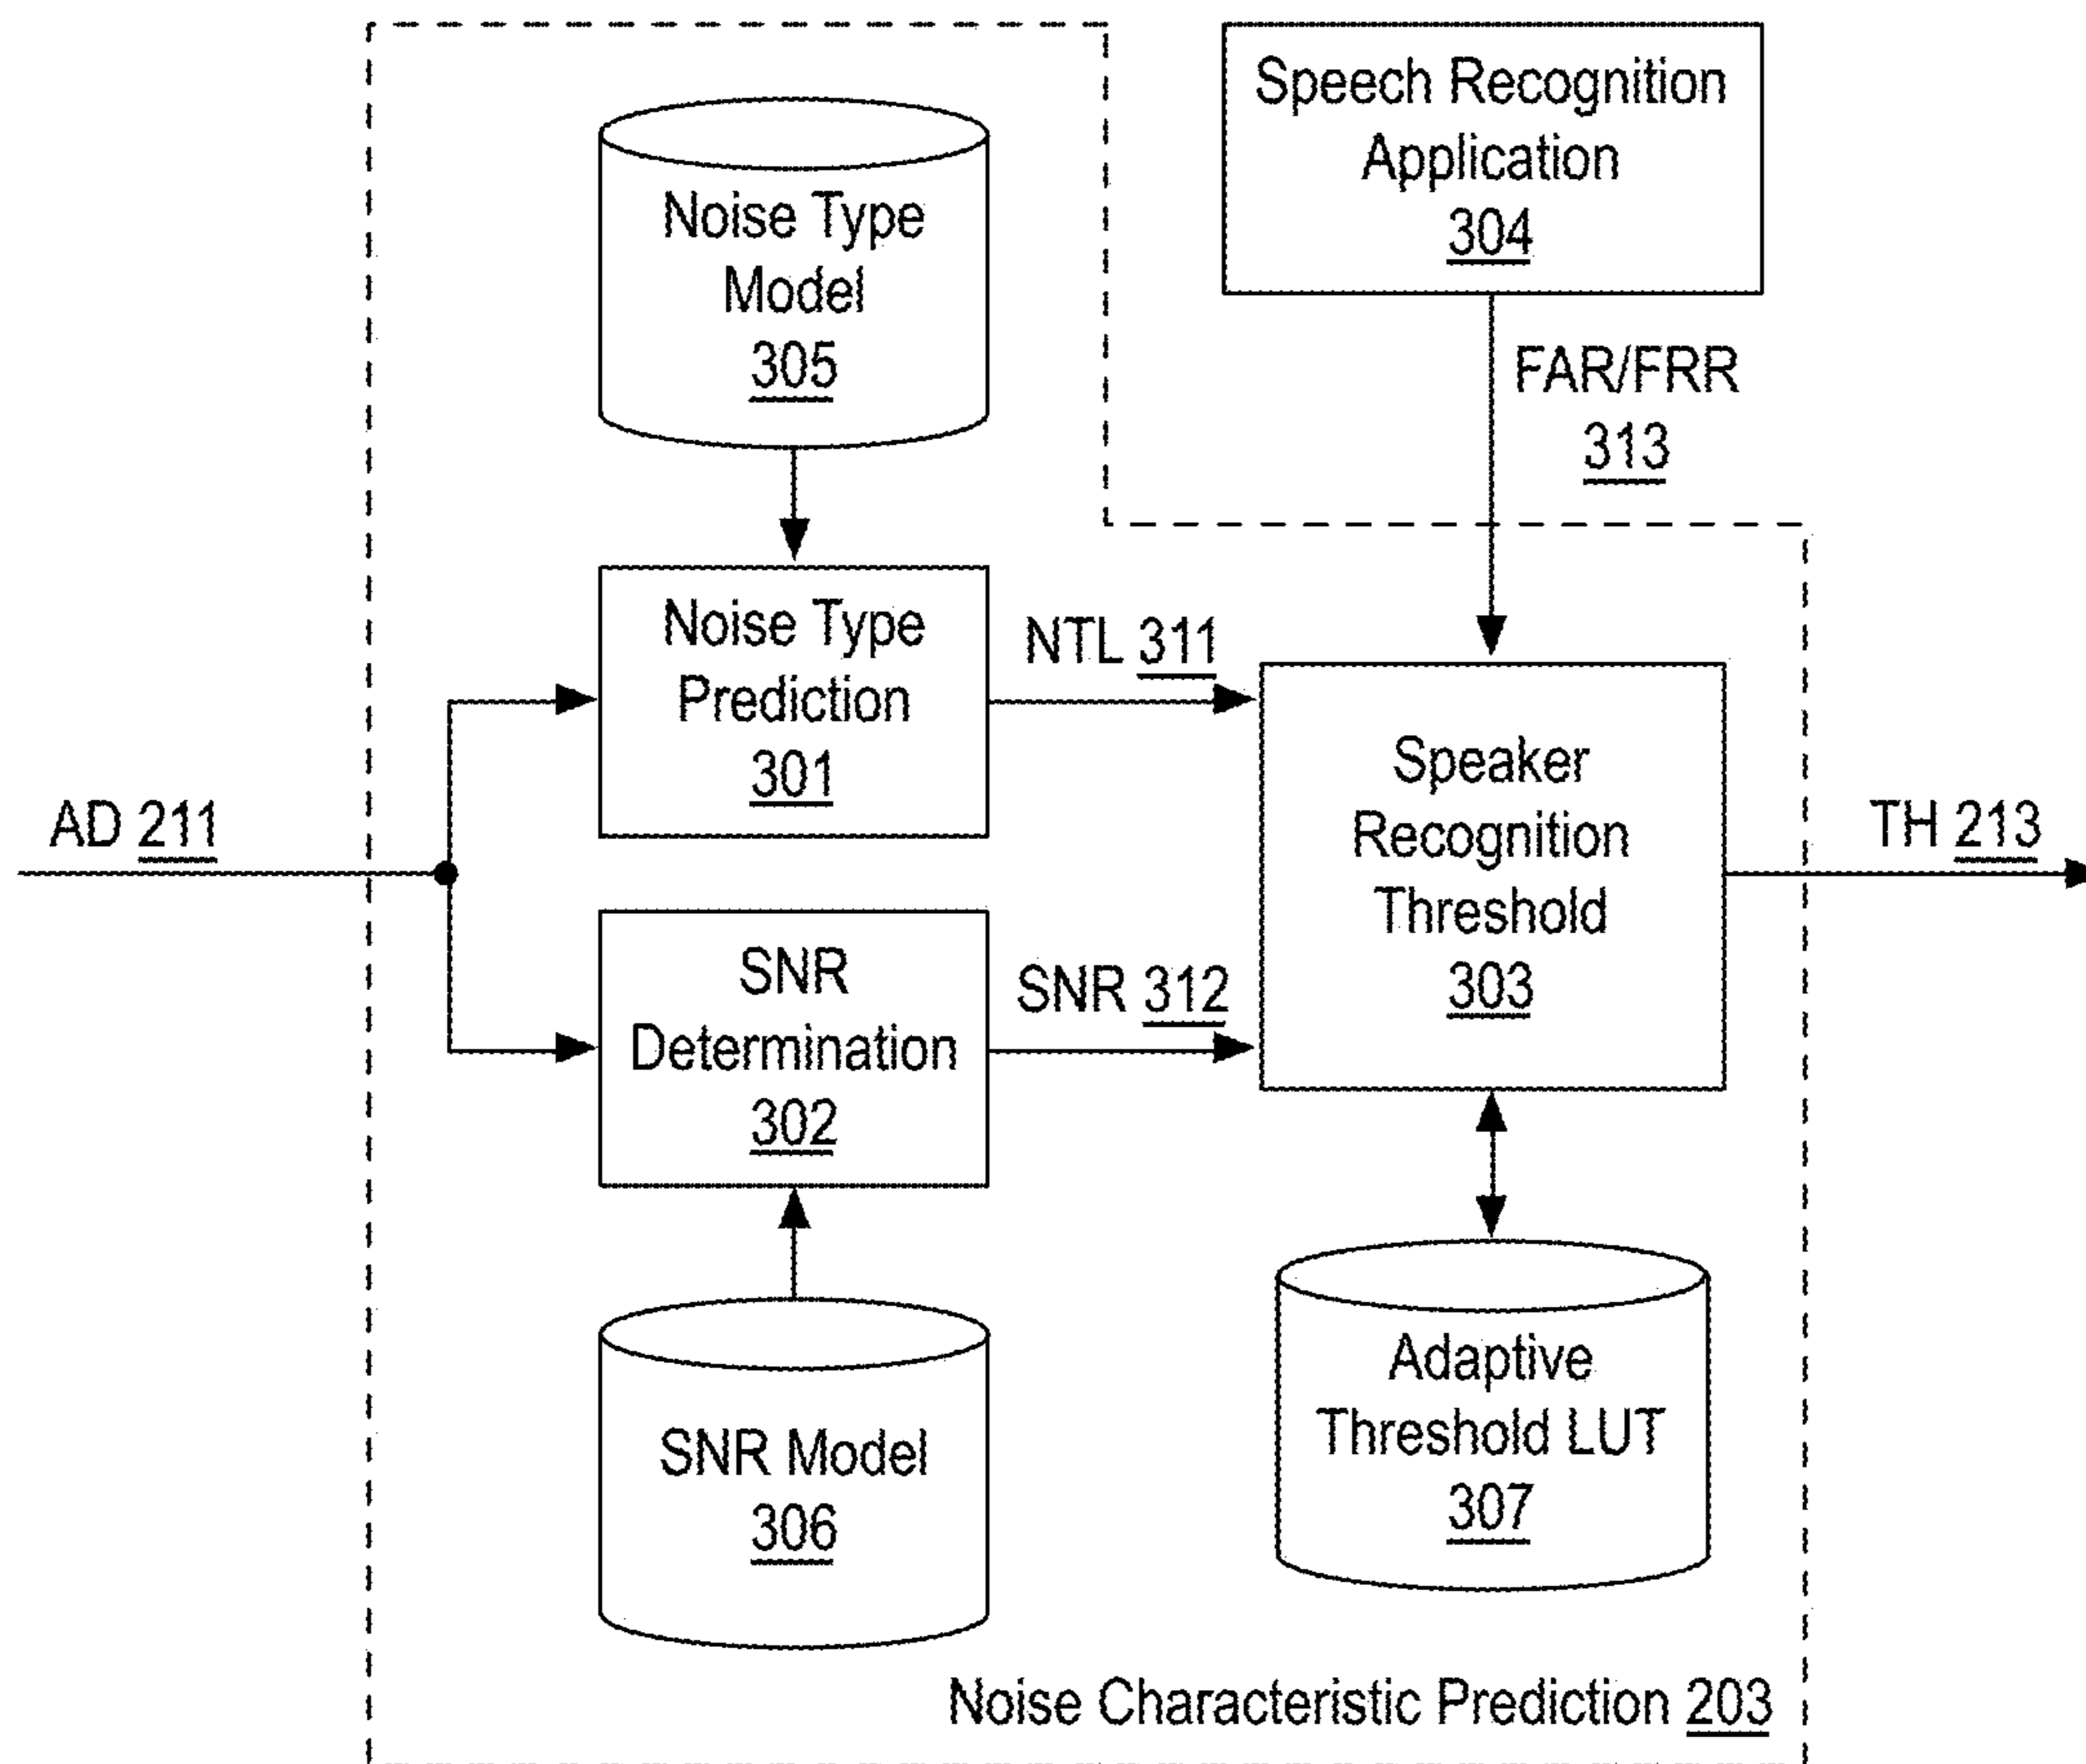 Speech Recognition
Application
304
Noise Type
Model
305
FAR/FRR
313
Noise Type
Prediction
301
NTL 311
Speaker
Recognition
Threshold
303
AD 211
TH 213
SNR
Determination
302
SNR 312
SNR Model
306
Adaptive
Threshold LUT
307
Noise Characteristic Prediction 203